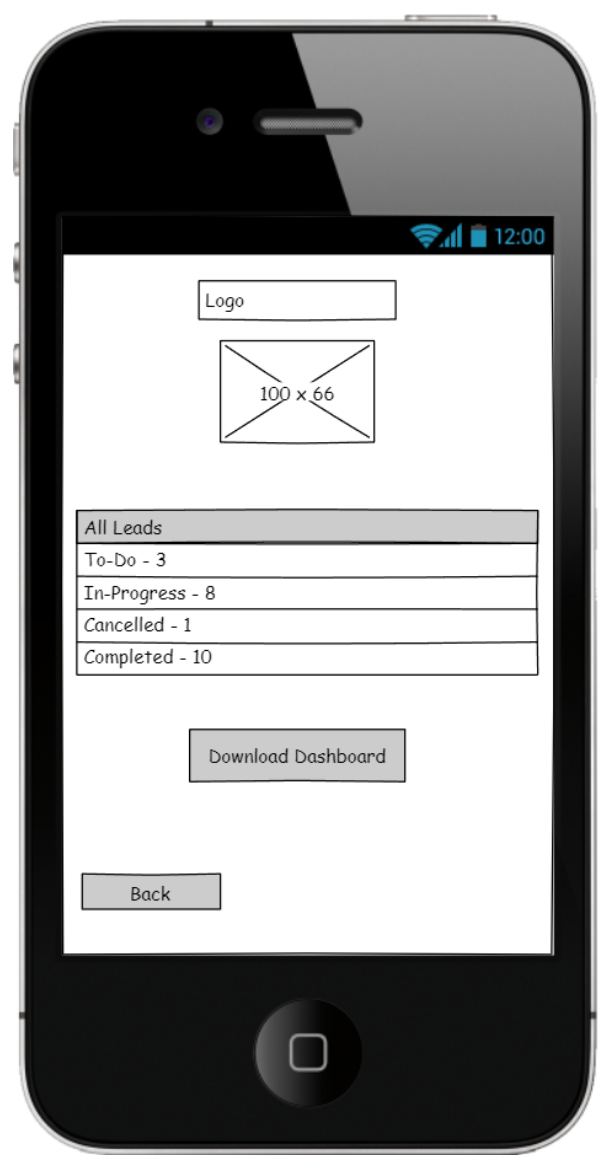 12:00
Logo
100 x 66
All Leads
To-Do - 3
In-Progress - 8
Cancelled - 1
Completed - 10
Download Dashboard
Back